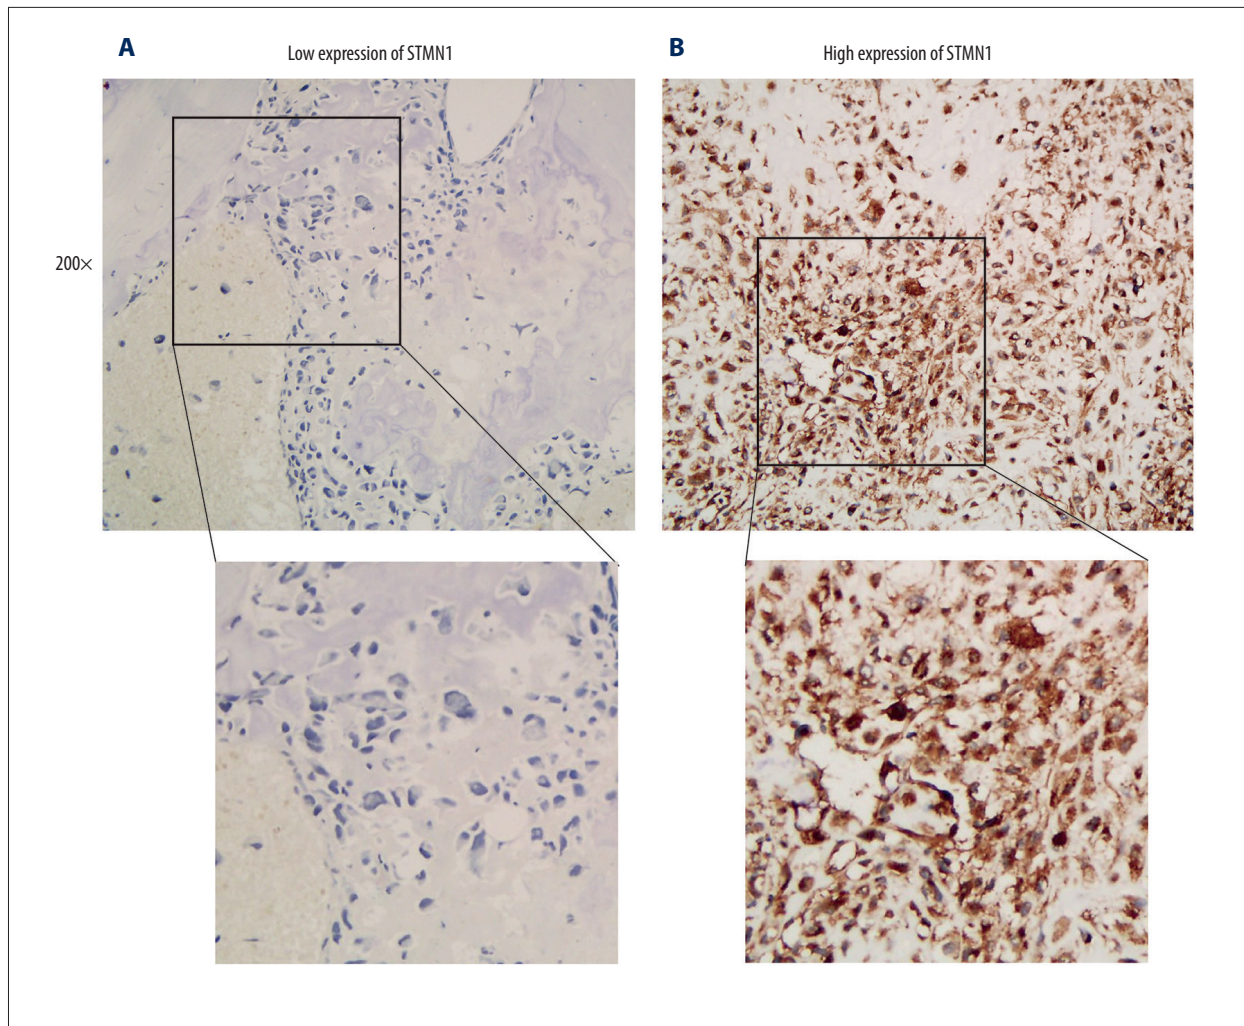 A
Low expression of STMN1
B
High expression of STMN1
200×